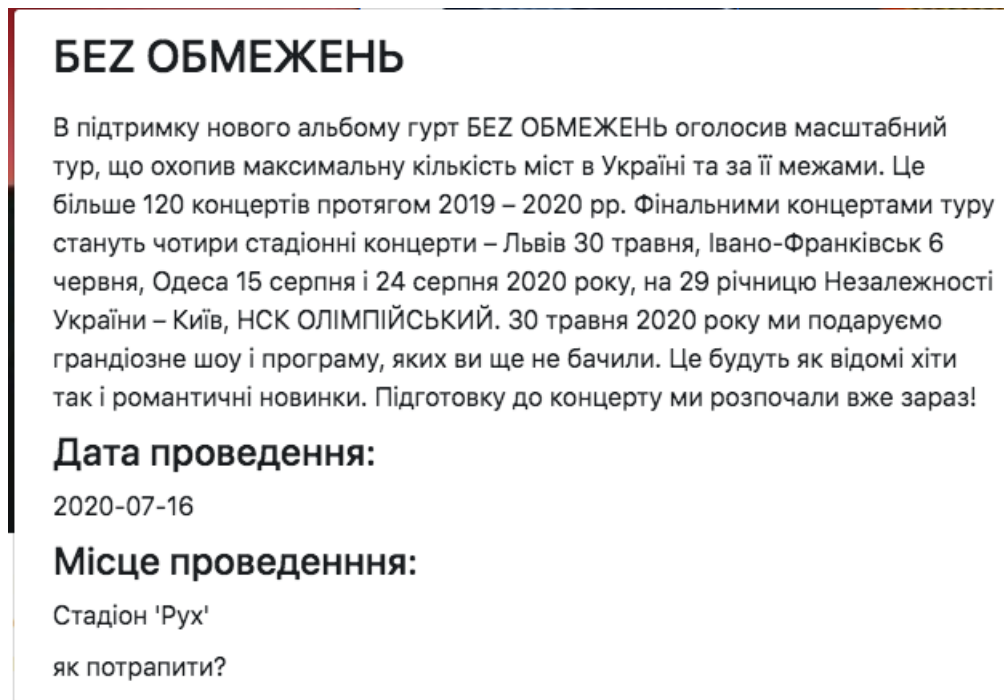 БЕZ ОБМЕЖЕНЬ
В підтримку нового альбому гурт БЕZ ОБМЕЖЕНЬ оголосив масштабний
тур, що охопив максимальну кількість міст в Україні та за її межами. Це
більше 120 концертів протягом 2019 – 2020 рр. Фінальними концертами туру
стануть чотири стадіонні концерти – Львів 30 травня, Івано-Франківськ 6
червня, Одеса 15 серпня і 24 серпня 2020 року, на 29 річницю Незалежності
України – Київ, НСК ОЛІМПІЙСЬКИЙ. 30 травня 2020 року ми подаруємо
грандіозне шоу і програму, яких ви ще не бачили. Це будуть як відомі хіти
так і романтичні новинки. Підготовку до концерту ми розпочали вже зараз!
Дата проведення:
2020-07-16
Місце проведенння:
Стадіон 'Рух'
як потрапити?